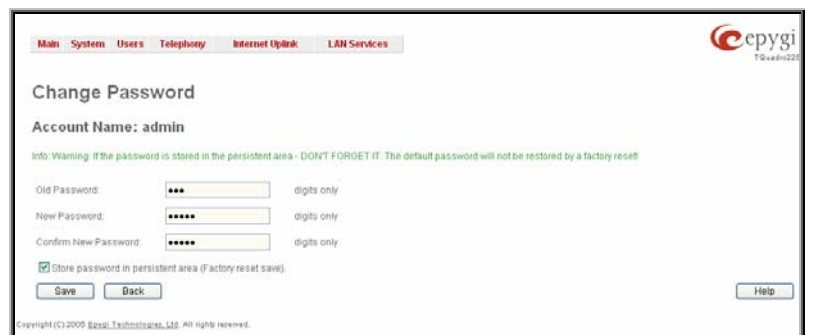 Main System Users Telephony Internet Uplink LAN Services
epygi
Change Password
Account Name: admin
Info: Warning: If the password is stored in the persistent area - DON'T FORGET IT. The default password will not be restored by a factory reset!
Old Password: ••• digits only
New Password: ••••• digits only
Confirm New Password: ••••• digits only
Store password in persistent area (Factory reset save).
Save Back Help
Copyright (C) 2005 Epygi Technologies, Ltd. All rights reserved.